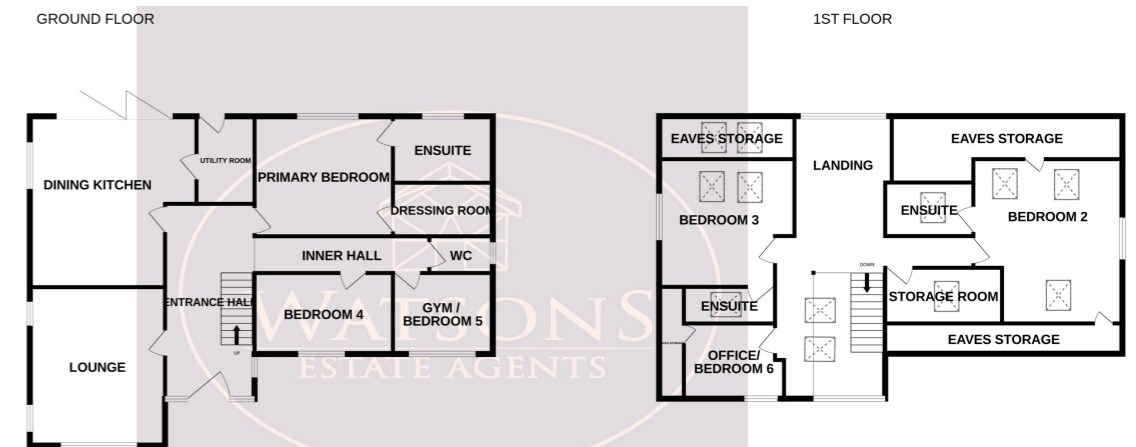 GROUND FLOOR
DINING KITCHEN
UTILITY ROOM
PRIMARY BEDROOM
ENSUITE
DRESSING ROOM
INNER HALL
WC
ENTRANCE HALL
UP
BEDROOM 4
GYM /
BEDROOM 5
LOUNGE
WATSONS
ESTATE AGENTS
1ST FLOOR
EAVES STORAGE
LANDING
EAVES STORAGE
BEDROOM 3
ENSUITE
BEDROOM 2
DOWN
STORAGE ROOM
ENSUITE
EAVES STORAGE
OFFICE/
BEDROOM 6